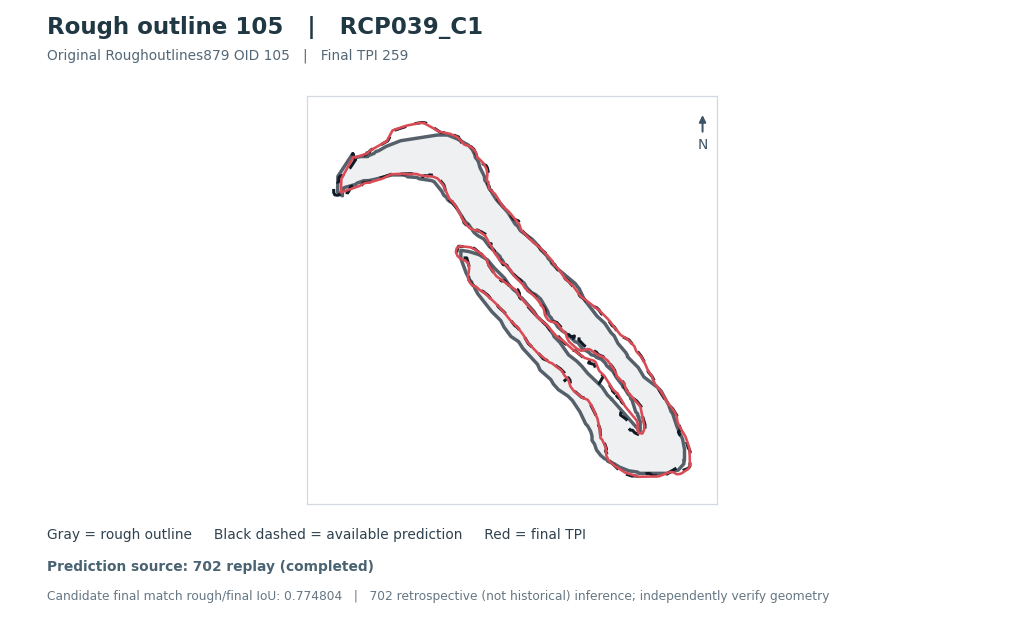 Rough outline 105   |   RCP039_C1
Original Roughoutlines879 OID 105   |   Final TPI 259
N
Gray = rough outline     Black dashed = available prediction     Red = final TPI
Prediction source: 702 replay (completed)
Candidate final match rough/final IoU: 0.774804   |   702 retrospective (not historical) inference; independently verify geometry